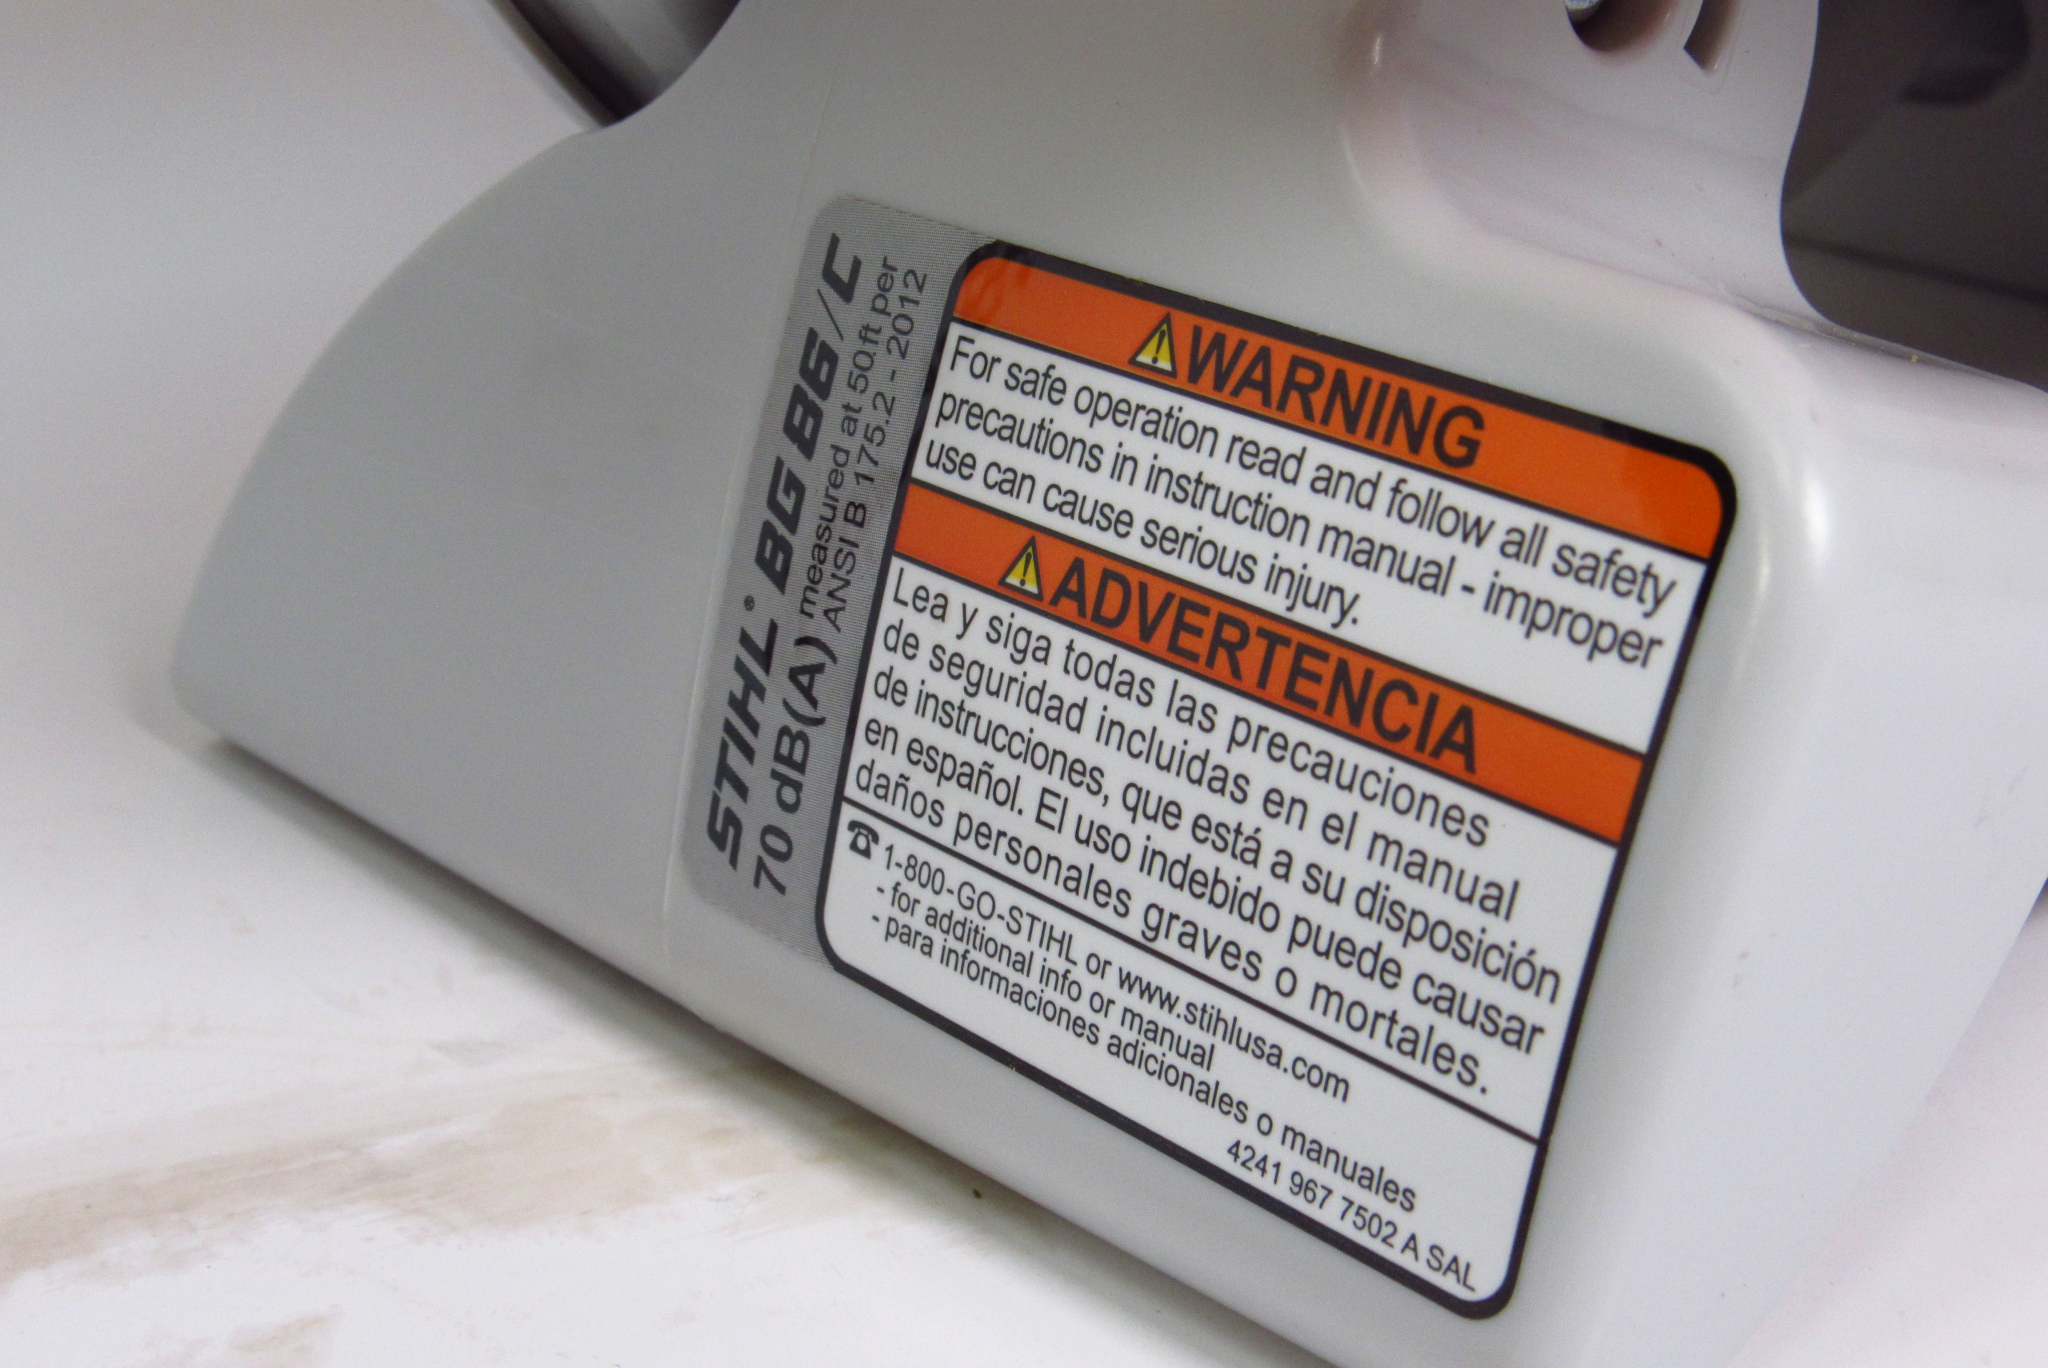 STIHL® BG 86/C
70 dB(A) measured at 50ft per
ANSI B 175.2 - 2012
WARNING
For safe operation read and follow all safety
precautions in instruction manual - improper
use can cause serious injury.
ADVERTENCIA
Lea y siga todas las precauciones
de seguridad incluidas en el manual
de instrucciones, que está a su disposición
en español. El uso indebido puede causar
daños personales graves o mortales.
1-800-GO-STIHL or www.stihlusa.com
- for additional info or manual
- para informaciones adicionales o manuales
4241 967 7502 A SAL